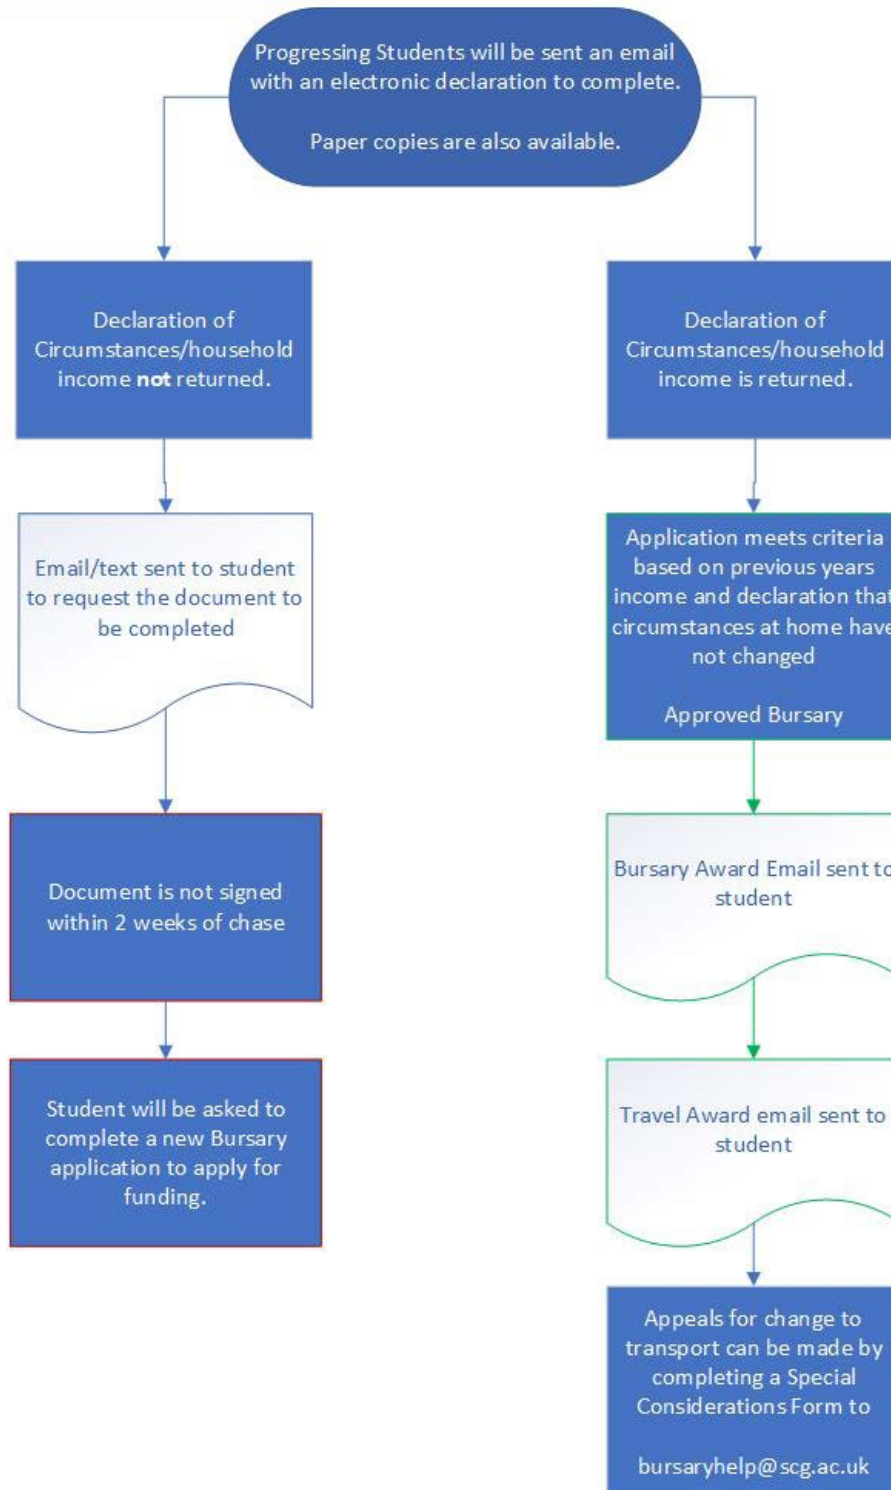 Progressing Students will be sent an email
with an electronic declaration to complete.
Paper copies are also available.
Declaration of
Circumstances/household
income not returned.
Email/text sent to student
to request the document to
be completed
Document is not signed
within 2 weeks of chase
Student will be asked to
complete a new Bursary
application to apply for
funding.
Declaration of
Circumstances/household
income is returned.
Application meets criteria
based on previous years
income and declaration that
circumstances at home have
not changed
Approved Bursary
Bursary Award Email sent to
student
Travel Award email sent to
student
Appeals for change to
transport can be made by
completing a Special
Considerations Form to
bursaryhelp@scg.ac.uk